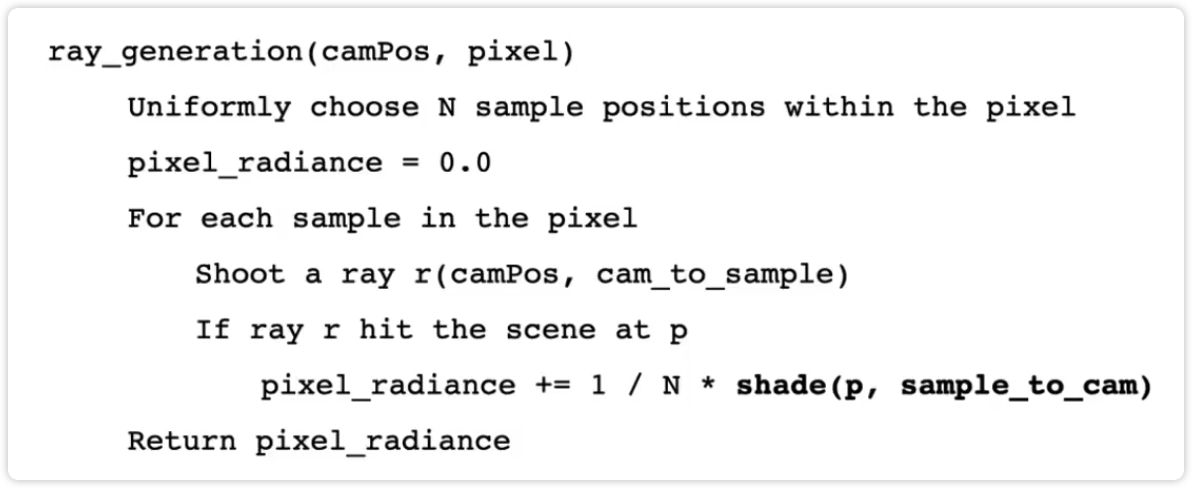 ray_generation(camPos, pixel)
Uniformly choose N sample positions within the pixel
pixel_radiance = 0.0
For each sample in the pixel
Shoot a ray r(camPos, cam_to_sample)
If ray r hit the scene at p
pixel_radiance += 1 / N * shade(p, sample_to_cam)
Return pixel_radiance